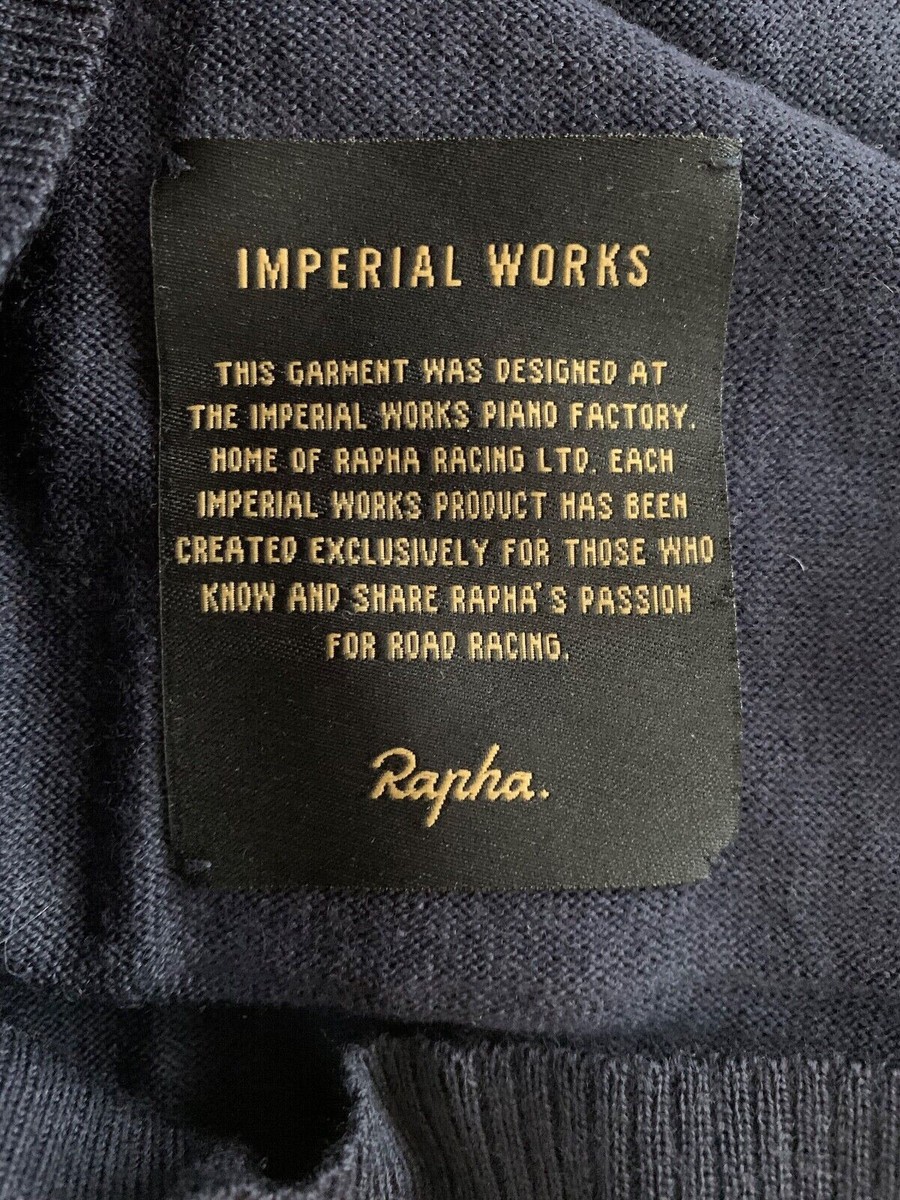 IMPERIAL WORKS
THIS GARMENT WAS DESIGNED AT
THE IMPERIAL WORKS PIANO FACTORY.
HOME OF RAPHA RACING LTD. EACH
IMPERIAL WORKS PRODUCT HAS BEEN
CREATED EXCLUSIVELY FOR THOSE WHO
KNOW AND SHARE RAPHA'S PASSION
FOR ROAD RACING.
Rapha.